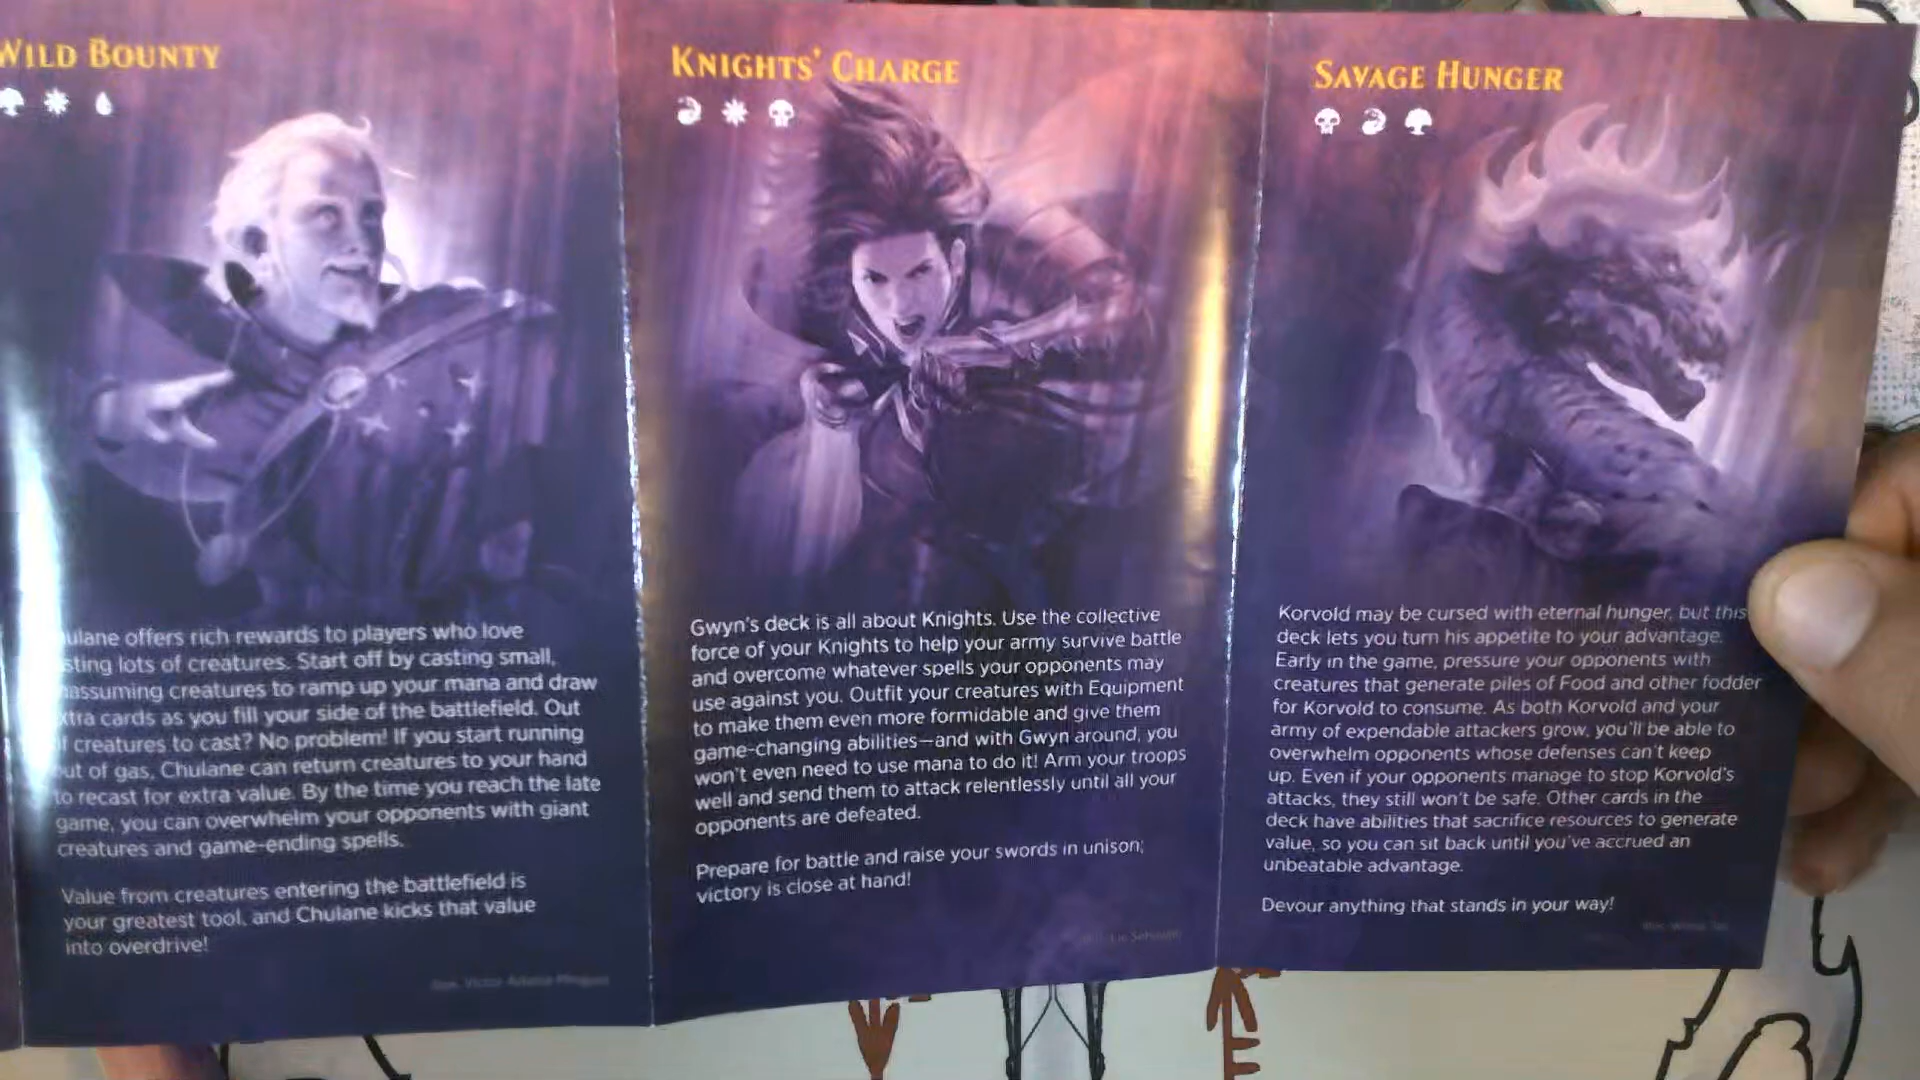 WILD BOUNTY
ulane offers rich rewards to players who love
sting lots of creatures. Start off by casting small,
assuming creatures to ramp up your mana and draw
xtra cards as you fill your side of the battlefield. Out
f creatures to cast? No problem! If you start running
ut of gas, Chulane can return creatures to your hand
to recast for extra value. By the time you reach the late
game, you can overwhelm your opponents with giant
creatures and game-ending spells.
Value from creatures entering the battlefield is
your greatest tool, and Chulane kicks that value
into overdrive!
KNIGHTS' CHARGE
Gwyn's deck is all about Knights. Use the collective
force of your Knights to help your army survive battle
and overcome whatever spells your opponents may
use against you. Outfit your creatures with Equipment
to make them even more formidable and give them
game-changing abilities—and with Gwyn around, you
won't even need to use mana to do it! Arm your troops
well and send them to attack relentlessly until all your
opponents are defeated.
Prepare for battle and raise your swords in unison;
victory is close at hand!
SAVAGE HUNGER
Korvold may be cursed with eternal hunger, but this
deck lets you turn his appetite to your advantage.
Early in the game, pressure your opponents with
creatures that generate piles of Food and other fodder
for Korvold to consume. As both Korvold and your
army of expendable attackers grow, you'll be able to
overwhelm opponents whose defenses can't keep
up. Even if your opponents manage to stop Korvold's
attacks, they still won't be safe. Other cards in the
deck have abilities that sacrifice resources to generate
value, so you can sit back until you've accrued an
unbeatable advantage.
Devour anything that stands in your way!